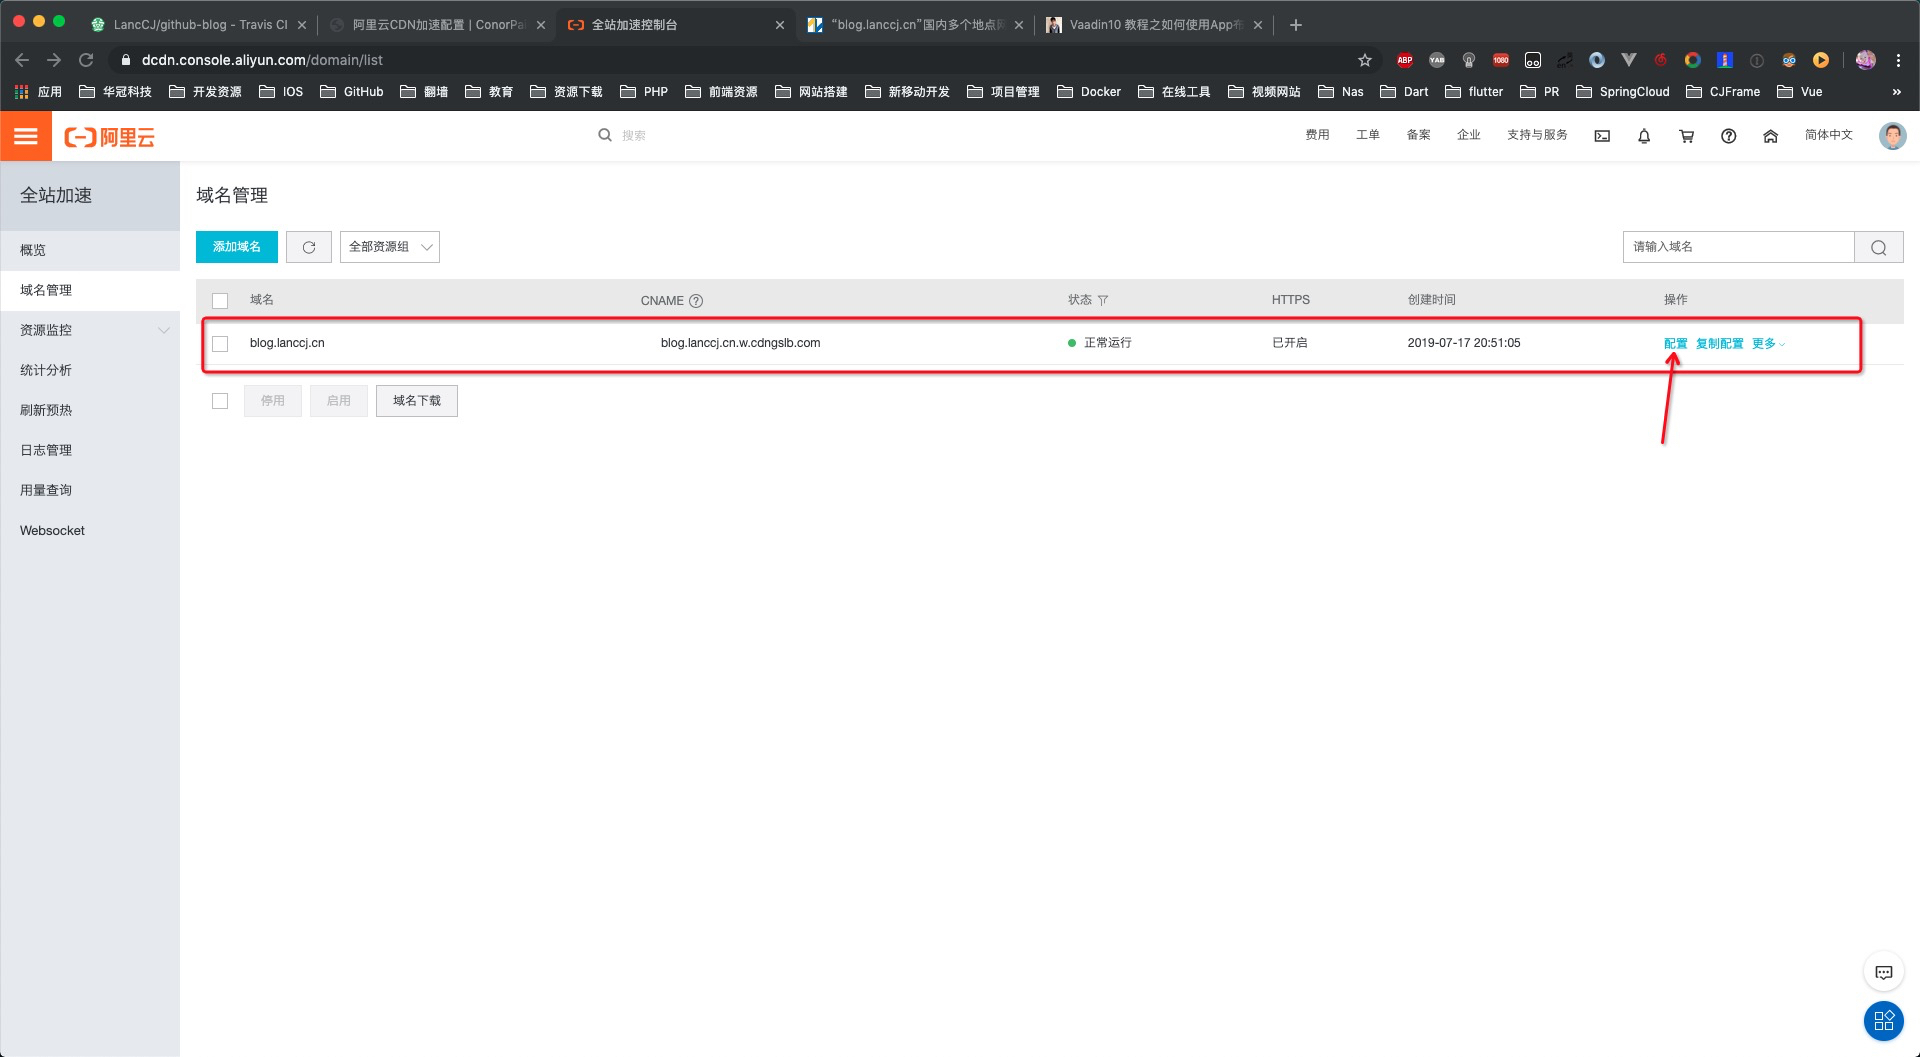 LancCJ/github-blog - Travis CI
阿里云CDN加速配置 | ConorPai
全站加速控制台
“blog.lanccj.cn”国内多个地点网
Vaadin10 教程之如何使用App布
dcdn.console.aliyun.com/domain/list
ABP
YAB
1080
应用
华冠科技
开发资源
IOS
GitHub
翻墙
教育
资源下载
PHP
前端资源
网站搭建
新移动开发
项目管理
Docker
在线工具
视频网站
Nas
Dart
flutter
PR
SpringCloud
CJFrame
Vue
»
阿里云
搜索
费用
工单
备案
企业
支持与服务
简体中文
全站加速
概览
域名管理
资源监控
统计分析
刷新预热
日志管理
用量查询
Websocket
域名管理
添加域名
全部资源组
请输入域名
域名 CNAME 状态 HTTPS 创建时间 操作
blog.lanccj.cn blog.lanccj.cn.w.cdngslb.com 正常运行 已开启 2019-07-17 20:51:05 配置 复制配置 更多
停用 启用 域名下载